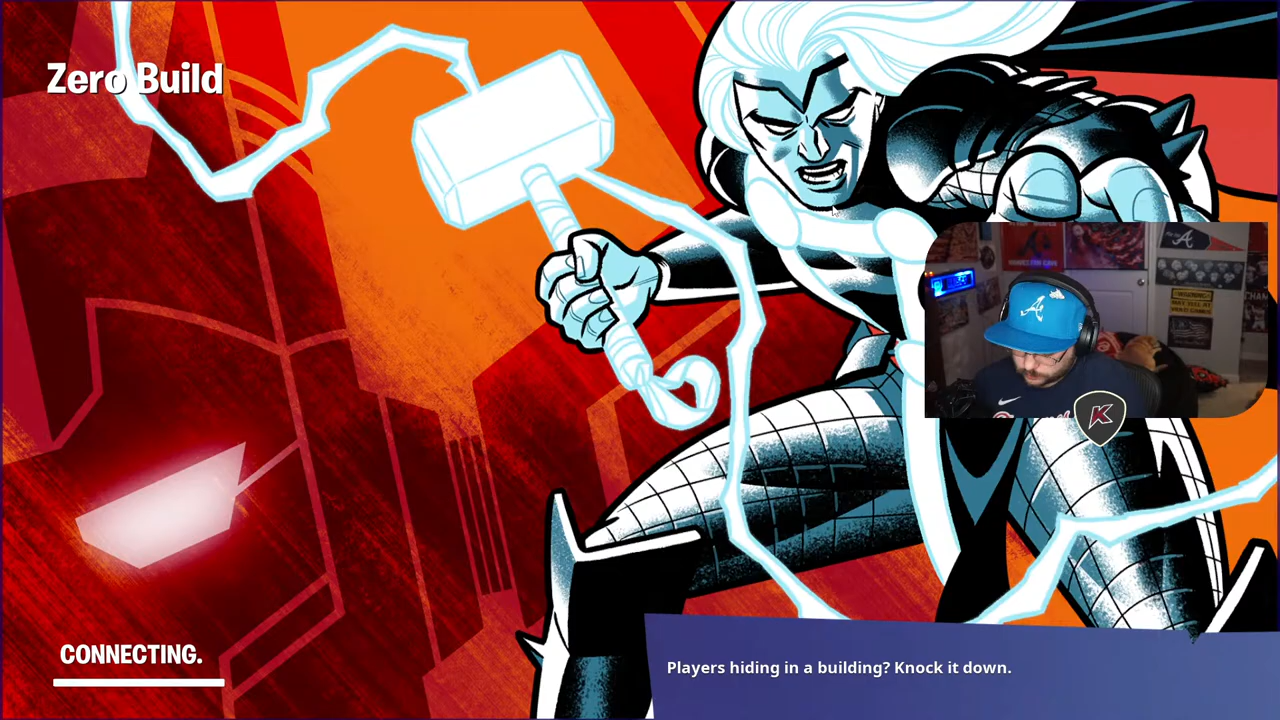 Zero Build
CONNECTING.
Players hiding in a building? Knock it down.
K